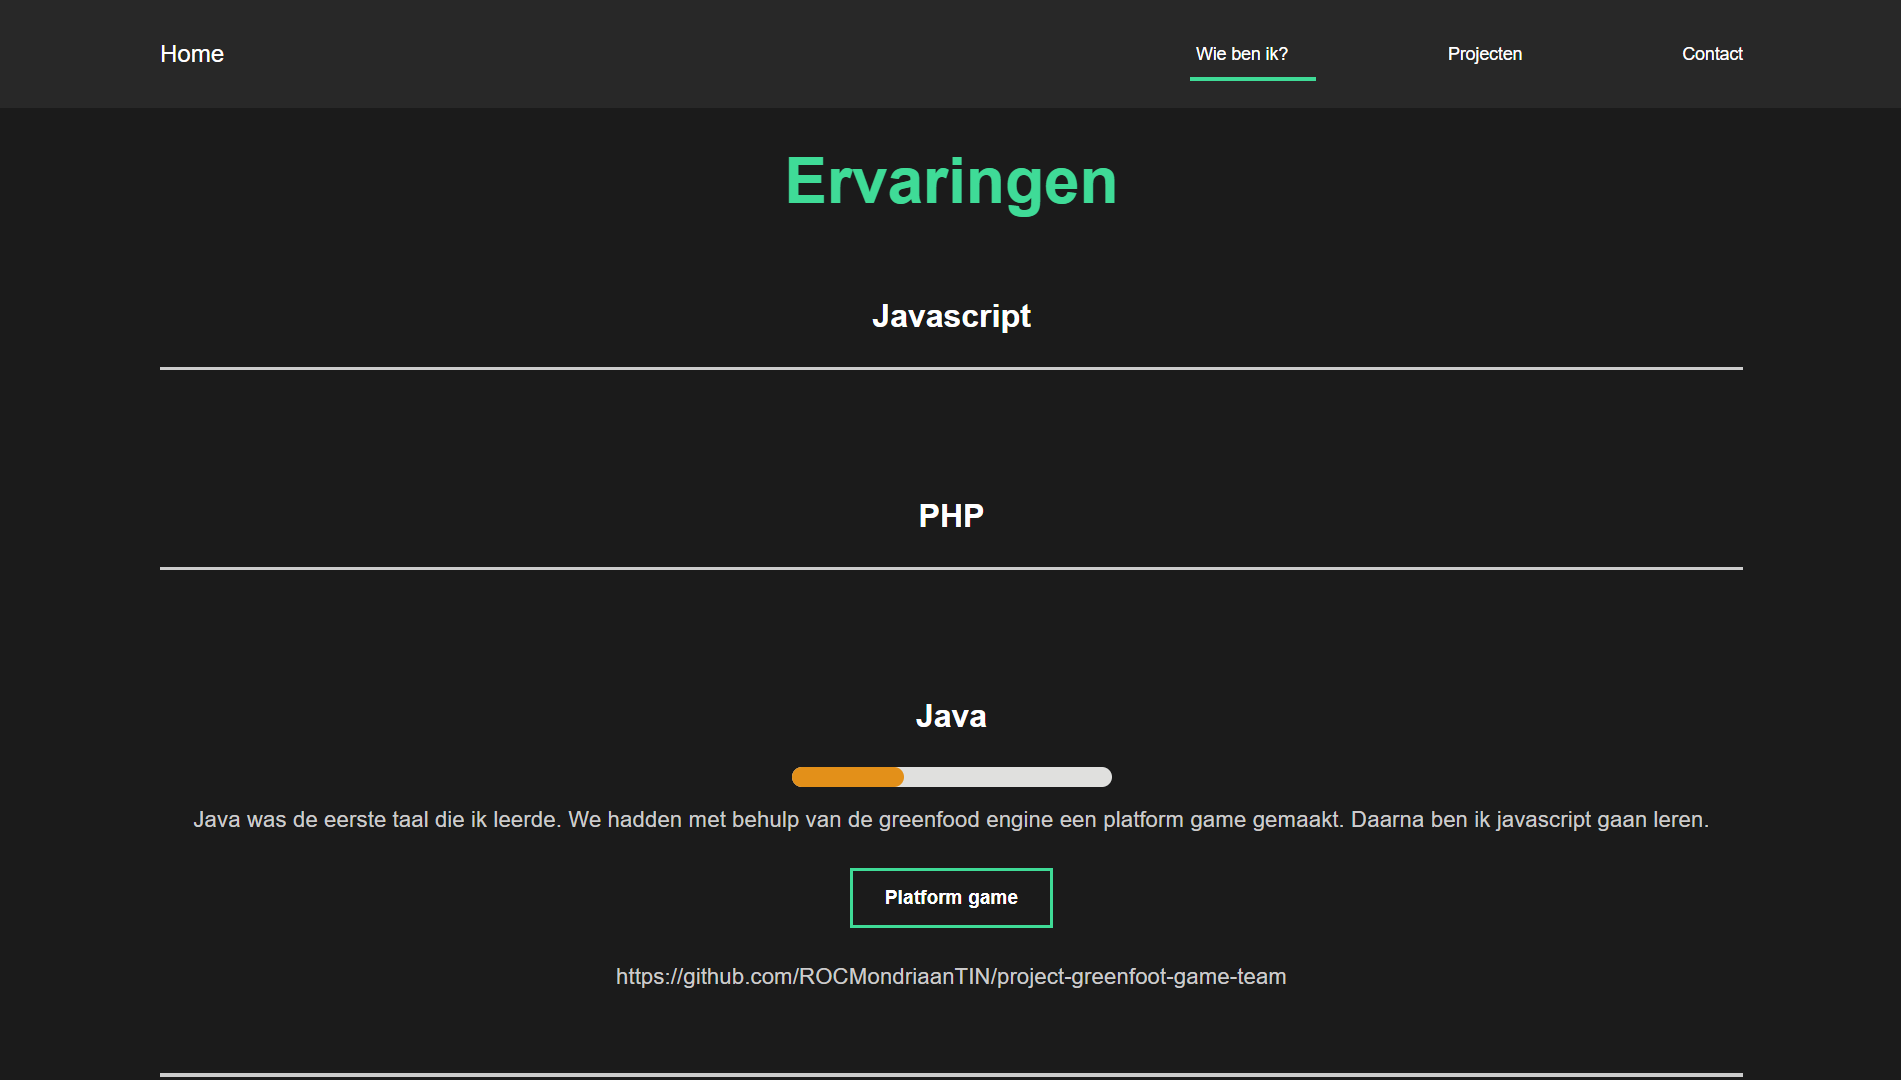 Home
Wie ben ik?
Projecten
Contact
Ervaringen
Javascript
PHP
Java
Java was de eerste taal die ik leerde. We hadden met behulp van de greenfood engine een platform game gemaakt. Daarna ben ik javascript gaan leren.
Platform game
https://github.com/ROCMondriaanTIN/project-greenfoot-game-team